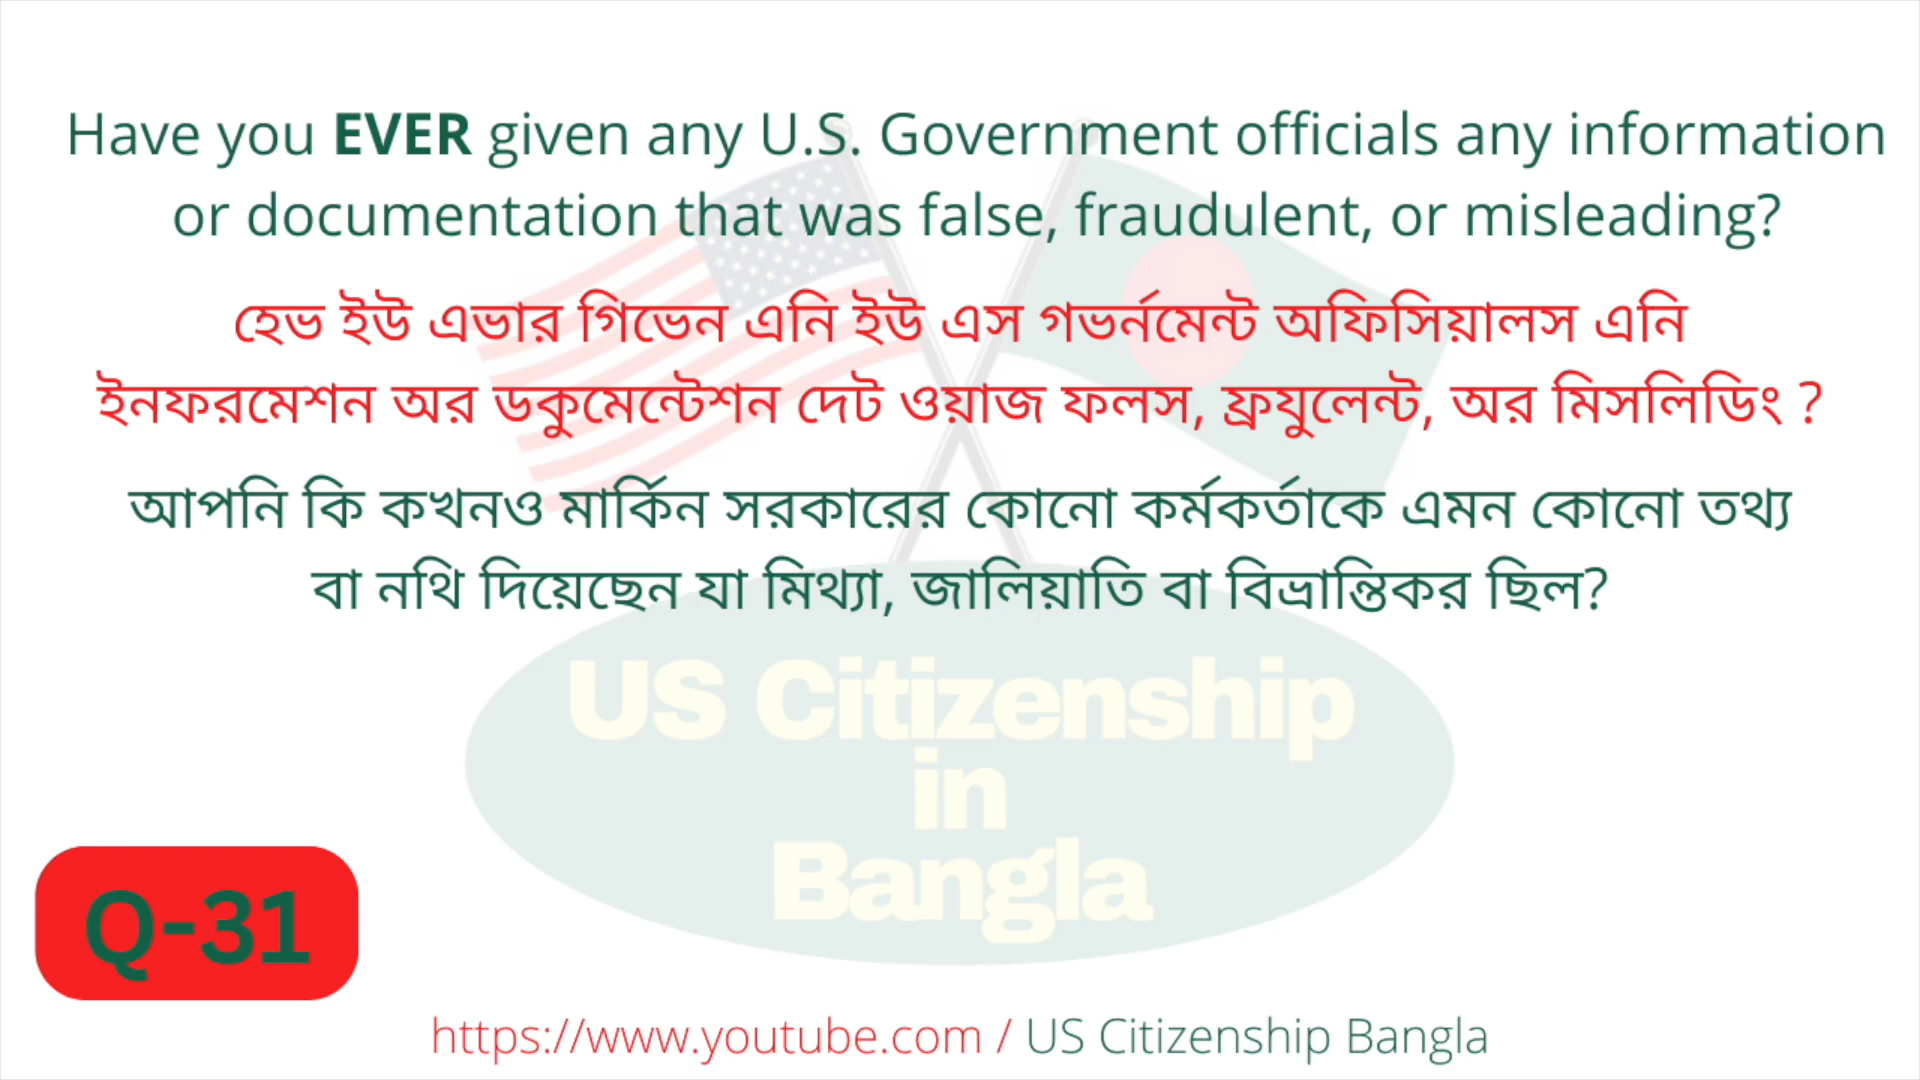 Have you EVER given any U.S. Government officials any information
or documentation that was false, fraudulent, or misleading?
হেভ ইউ এভার গিভেন এনি ইউ এস গভর্নমেন্ট অফিসিয়ালস এনি
ইনফরমেশন অর ডকুমেন্টেশন দেট ওয়াজ ফলস, ফ্রযুলেন্ট, অর মিসলিডিং ?
আপনি কি কখনও মার্কিন সরকারের কোনো কর্মকর্তাকে এমন কোনো তথ্য
বা নথি দিয়েছেন যা মিথ্যা, জালিয়াতি বা বিভ্রান্তিকর ছিল?
US Citizenship
in
Bangla
Q-31
https://www.youtube.com / US Citizenship Bangla